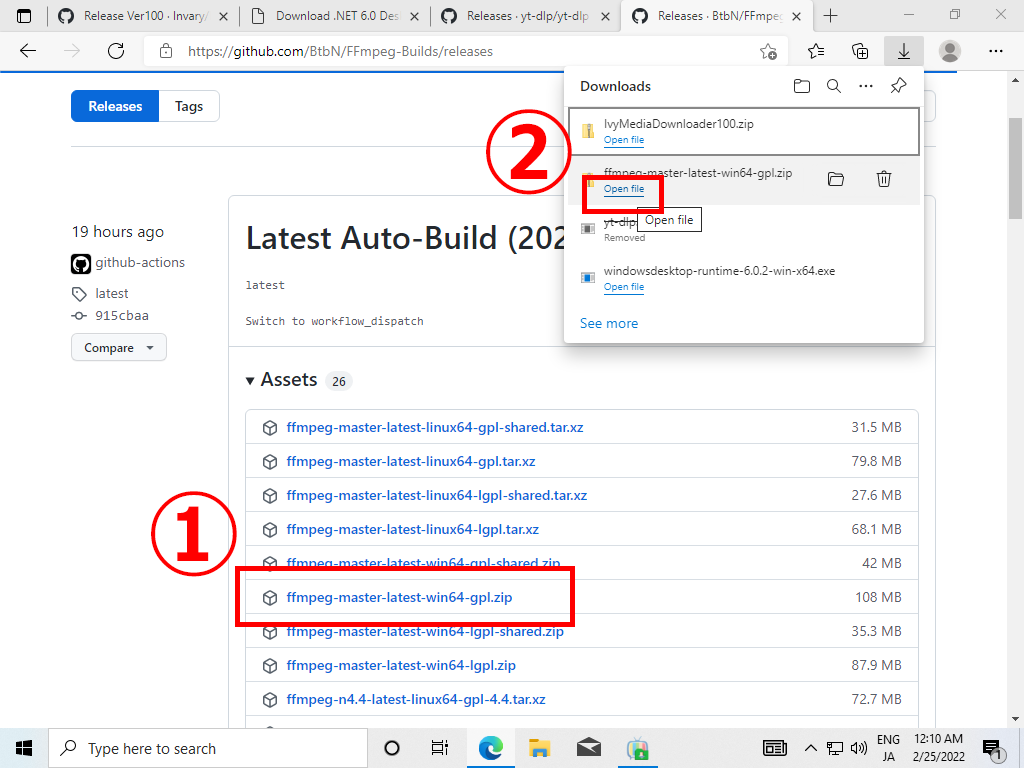 Release Ver100 · Invary/
Download .NET 6.0 Des
Releases · yt-dlp/yt-dlp
Releases · BtbN/FFmpeg
https://github.com/BtbN/FFmpeg-Builds/releases
Releases
Tags
Downloads
IvyMediaDownloader100.zip
Open file
②
ffmpeg-master-latest-win64-gpl.zip
Open file
Open file
yt-dlp
Removed
windowsdesktop-runtime-6.0.2-win-x64.exe
Open file
See more
19 hours ago
github-actions
latest
915cbaa
Compare
Latest Auto-Build (202
latest
Switch to workflow_dispatch
Assets 26
ffmpeg-master-latest-linux64-gpl-shared.tar.xz 31.5 MB
ffmpeg-master-latest-linux64-gpl.tar.xz 79.8 MB
ffmpeg-master-latest-linux64-lgpl-shared.tar.xz 27.6 MB
ffmpeg-master-latest-linux64-lgpl.tar.xz 68.1 MB
①
ffmpeg-master-latest-win64-gpl-shared.zip 42 MB
ffmpeg-master-latest-win64-gpl.zip 108 MB
ffmpeg-master-latest-win64-lgpl-shared.zip 35.3 MB
ffmpeg-master-latest-win64-lgpl.zip 87.9 MB
ffmpeg-n4.4-latest-linux64-gpl-4.4.tar.xz 72.7 MB
Type here to search
ENG
JA
12:10 AM
2/25/2022
1